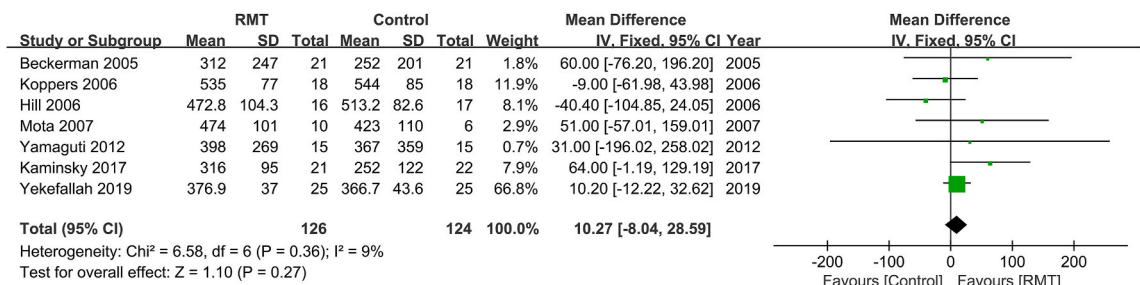 RMT Control Mean Difference Mean Difference
Study or Subgroup Mean SD Total Mean SD Total Weight IV, Fixed, 95% CI Year IV, Fixed, 95% CI
Beckerman 2005 312 247 21 252 201 21 1.8% 60.00 [-76.20, 196.20] 2005
Koppers 2006 535 77 18 544 85 18 11.9% -9.00 [-61.98, 43.98] 2006
Hill 2006 472.8 104.3 16 513.2 82.6 17 8.1% -40.40 [-104.85, 24.05] 2006
Mota 2007 474 101 10 423 110 6 2.9% 51.00 [-57.01, 159.01] 2007
Yamaguti 2012 398 269 15 367 359 15 0.7% 31.00 [-196.02, 258.02] 2012
Kaminsky 2017 316 95 21 252 122 22 7.9% 64.00 [-1.19, 129.19] 2017
Yekefallah 2019 376.9 37 25 366.7 43.6 25 66.8% 10.20 [-12.22, 32.62] 2019
Total (95% CI) 126 124 100.0% 10.27 [-8.04, 28.59]
Heterogeneity: Chi² = 6.58, df = 6 (P = 0.36); I² = 9%
Test for overall effect: Z = 1.10 (P = 0.27)
-200 -100 0 100 200
Favours [Control] Favours [RMT]